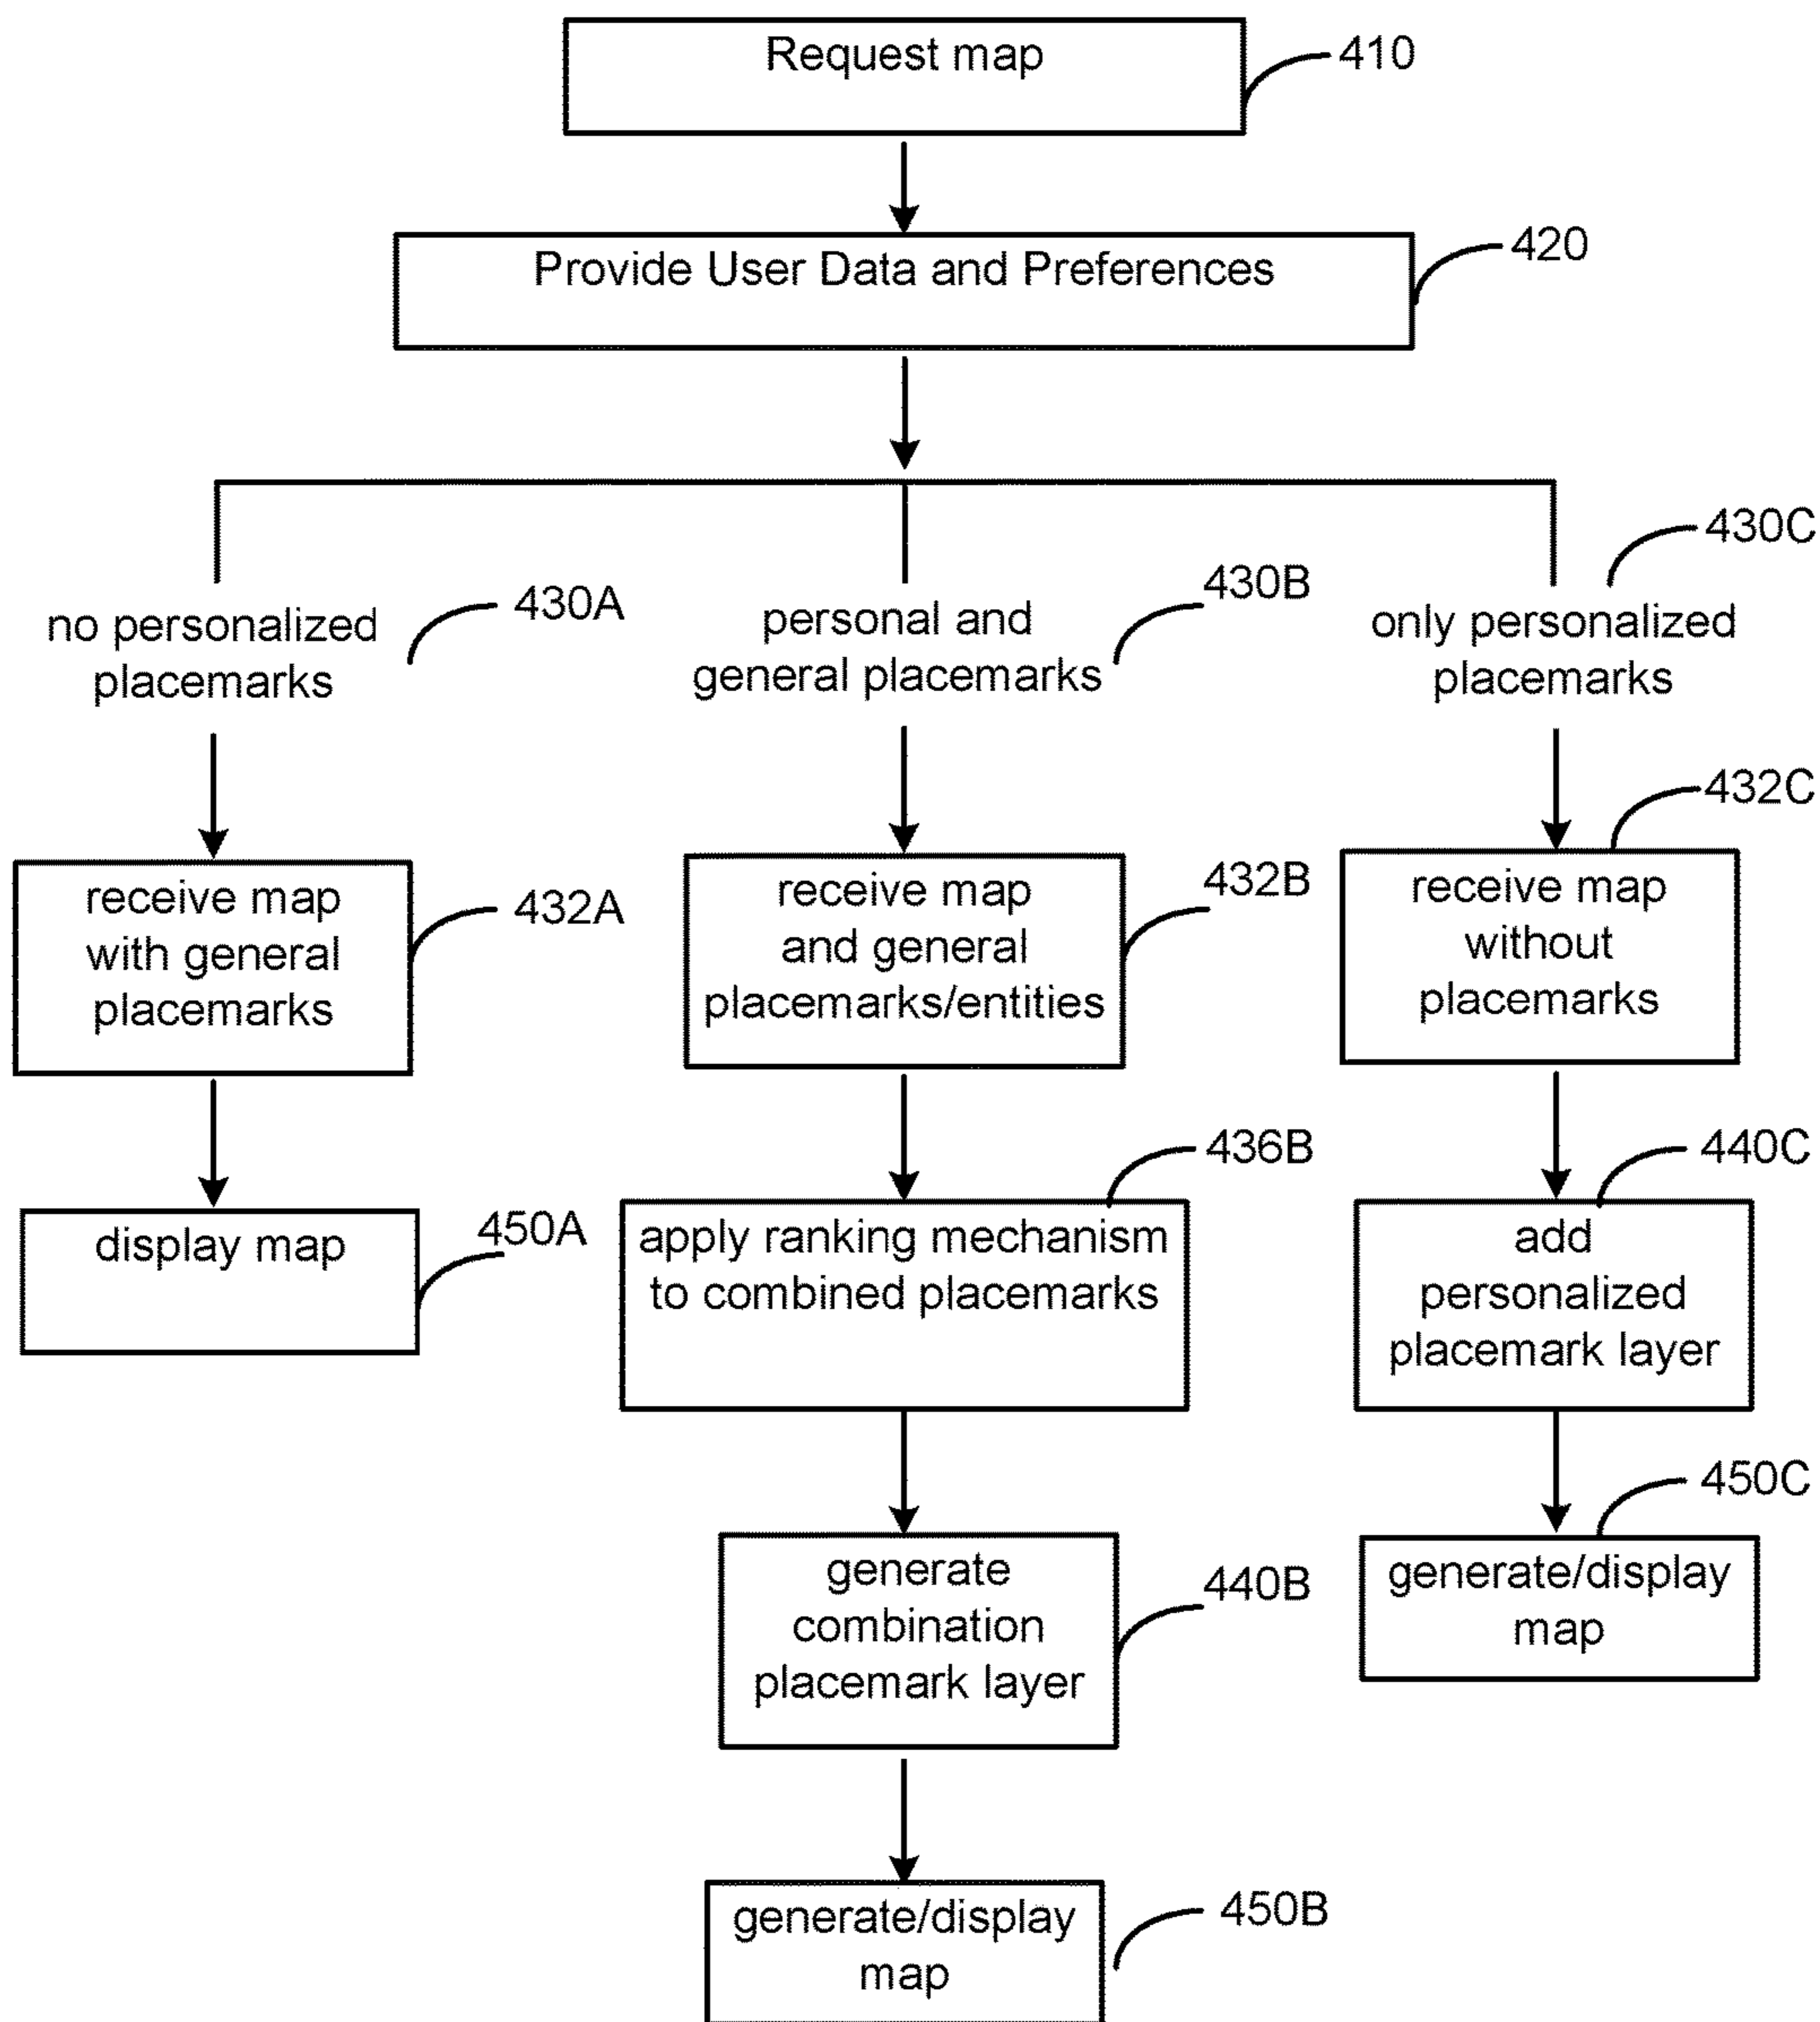 Request map
410
Provide User Data and Preferences
420
no personalized
placemarks
430A
personal and
general placemarks
430B
only personalized
placemarks
430C
receive map
with general
placemarks
432A
receive map
and general
placemarks/entities
432B
receive map
without
placemarks
432C
display map
450A
apply ranking mechanism
to combined placemarks
436B
add
personalized
placemark layer
440C
generate
combination
placemark layer
440B
generate/display
map
450C
generate/display
map
450B